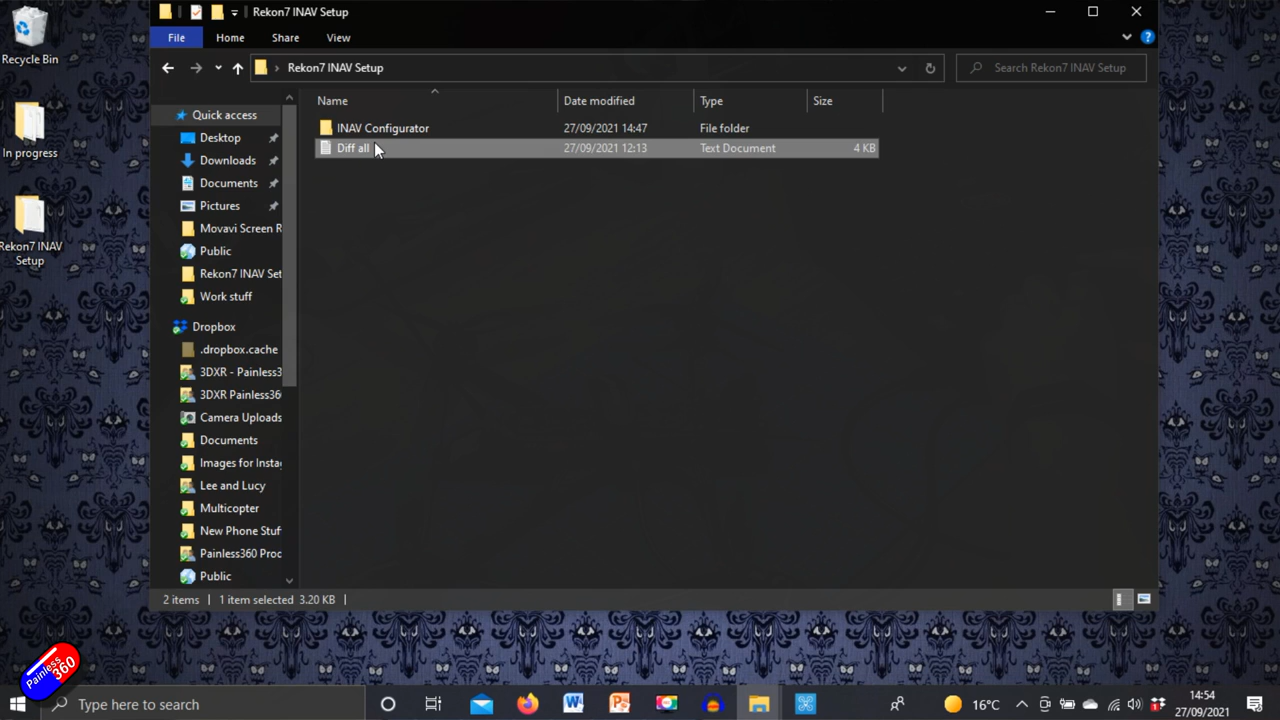 Recycle Bin
In progress
Rekon7 INAV
Setup
Rekon7 INAV Setup
File Home Share View
Rekon7 INAV Setup
Search Rekon7 INAV Setup
Name Date modified Type Size
INAV Configurator 27/09/2021 14:47 File folder
Diff all 27/09/2021 12:13 Text Document 4 KB
Quick access
Desktop
Downloads
Documents
Pictures
Movavi Screen R
Public
Rekon7 INAV Set
Work stuff
Dropbox
.dropbox.cache
3DXR - Painless3
3DXR Painless36
Camera Uploads
Documents
Images for Insta
Lee and Lucy
Multicopter
New Phone Stuf
Painless360 Proc
Public
2 items 1 item selected 3.20 KB
Painless
360
Type here to search
16°C
14:54
27/09/2021